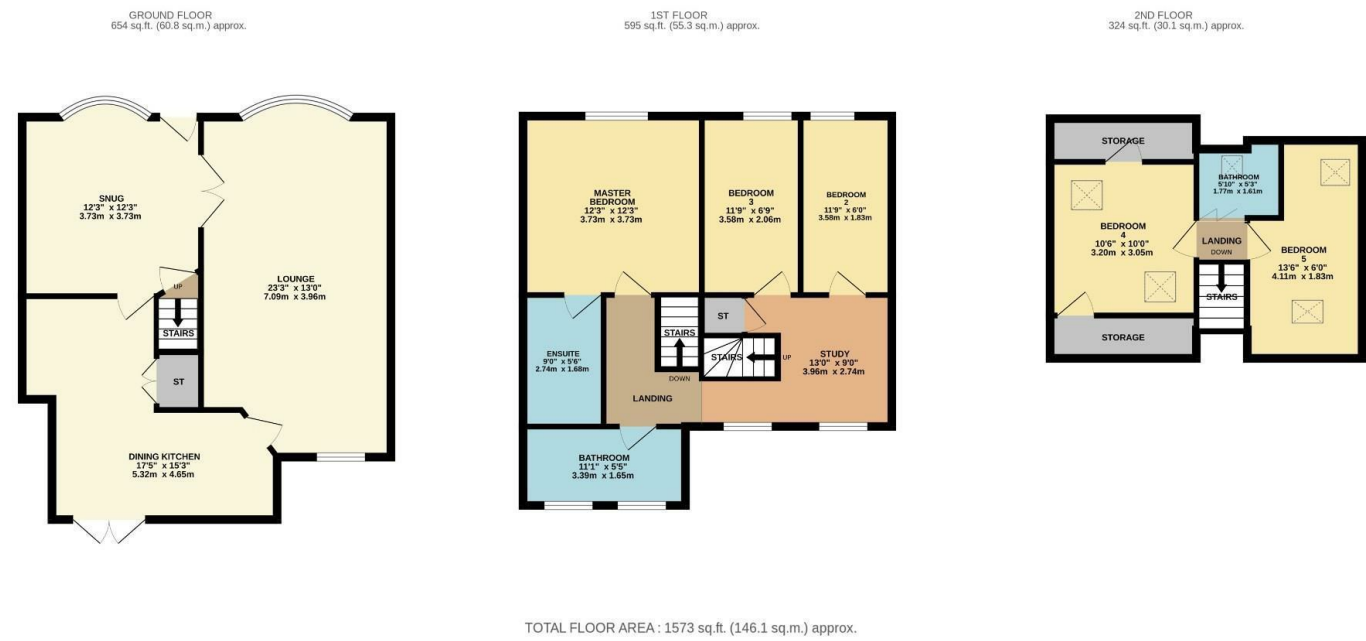 GROUND FLOOR
654 sq.ft. (60.8 sq.m.) approx.
1ST FLOOR
595 sq.ft. (55.3 sq.m.) approx.
2ND FLOOR
324 sq.ft. (30.1 sq.m.) approx.
SNUG
12'3" x 12'3"
3.73m x 3.73m
UP
STAIRS
ST
LOUNGE
23'3" x 13'0"
7.09m x 3.96m
DINING KITCHEN
17'5" x 15'3"
5.32m x 4.65m
MASTER
BEDROOM
12'3" x 12'3"
3.73m x 3.73m
BEDROOM
3
11'9" x 6'9"
3.58m x 2.06m
BEDROOM
2
11'9" x 6'0"
3.58m x 1.83m
ENSUITE
9'0" x 5'6"
2.74m x 1.68m
STAIRS
DOWN
ST
STAIRS
UP
STUDY
13'0" x 9'0"
3.96m x 2.74m
LANDING
BATHROOM
11'1" x 5'5"
3.39m x 1.65m
STORAGE
BATHROOM
5'10" x 5'3"
1.77m x 1.61m
BEDROOM
4
10'6" x 10'0"
3.20m x 3.05m
LANDING
DOWN
STAIRS
BEDROOM
5
13'6" x 6'0"
4.11m x 1.83m
STORAGE
TOTAL FLOOR AREA : 1573 sq.ft. (146.1 sq.m.) approx.